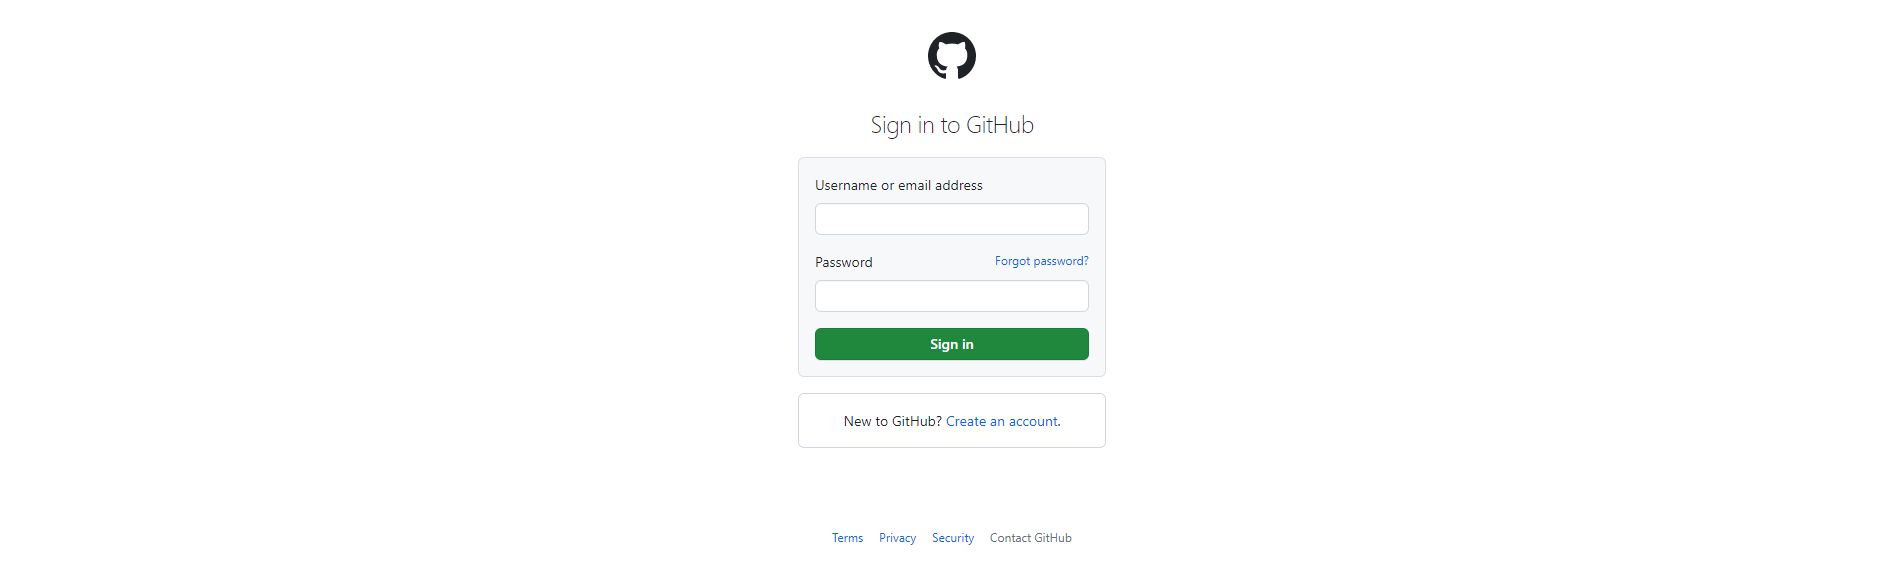 Sign in to GitHub
Username or email address
Password Forgot password?
Sign in
New to GitHub? Create an account.
Terms Privacy Security Contact GitHub